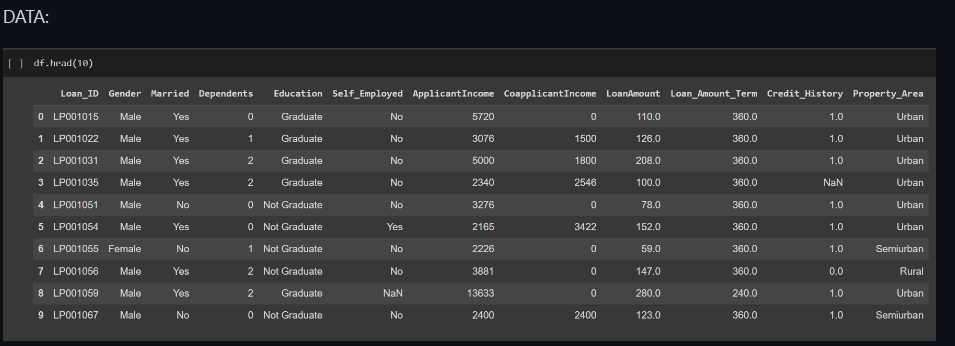 DATA:
[ ] df.head(10)
Loan_ID Gender Married Dependents Education Self_Employed ApplicantIncome CoapplicantIncome LoanAmount Loan_Amount_Term Credit_History Property_Area
0 LP001015 Male Yes 0 Graduate No 5720 0 110.0 360.0 1.0 Urban
1 LP001022 Male Yes 1 Graduate No 3076 1500 126.0 360.0 1.0 Urban
2 LP001031 Male Yes 2 Graduate No 5000 1800 208.0 360.0 1.0 Urban
3 LP001035 Male Yes 2 Graduate No 2340 2546 100.0 360.0 NaN Urban
4 LP001051 Male No 0 Not Graduate No 3276 0 78.0 360.0 1.0 Urban
5 LP001054 Male Yes 0 Not Graduate Yes 2165 3422 152.0 360.0 1.0 Urban
6 LP001055 Female No 1 Not Graduate No 2226 0 59.0 360.0 1.0 Semiurban
7 LP001056 Male Yes 2 Not Graduate No 3881 0 147.0 360.0 0.0 Rural
8 LP001059 Male Yes 2 Graduate NaN 13633 0 280.0 240.0 1.0 Urban
9 LP001067 Male No 0 Not Graduate No 2400 2400 123.0 360.0 1.0 Semiurban